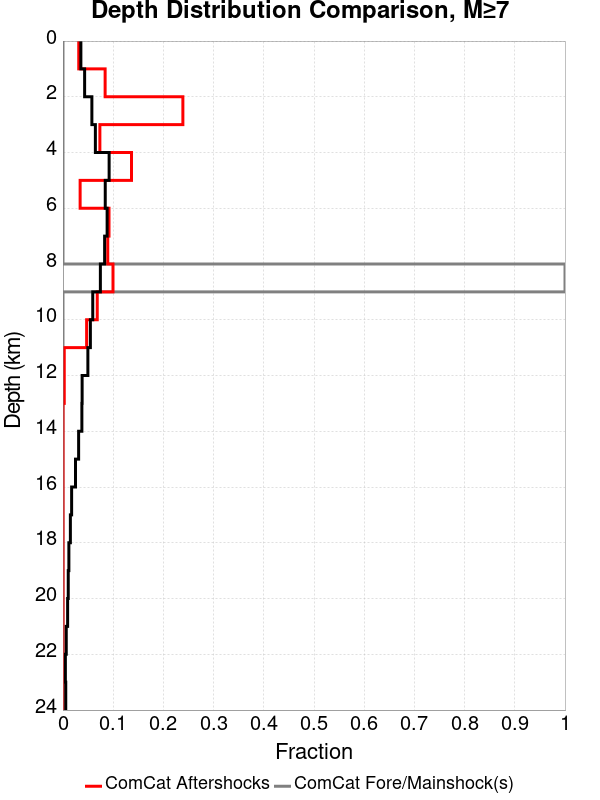 Depth Distribution Comparison, M≥7
0
2
4
6
8
10
12
14
16
18
20
22
24
Depth (km)
0 0.1 0.2 0.3 0.4 0.5 0.6 0.7 0.8 0.9 1
Fraction
ComCat Aftershocks ComCat Fore/Mainshock(s)